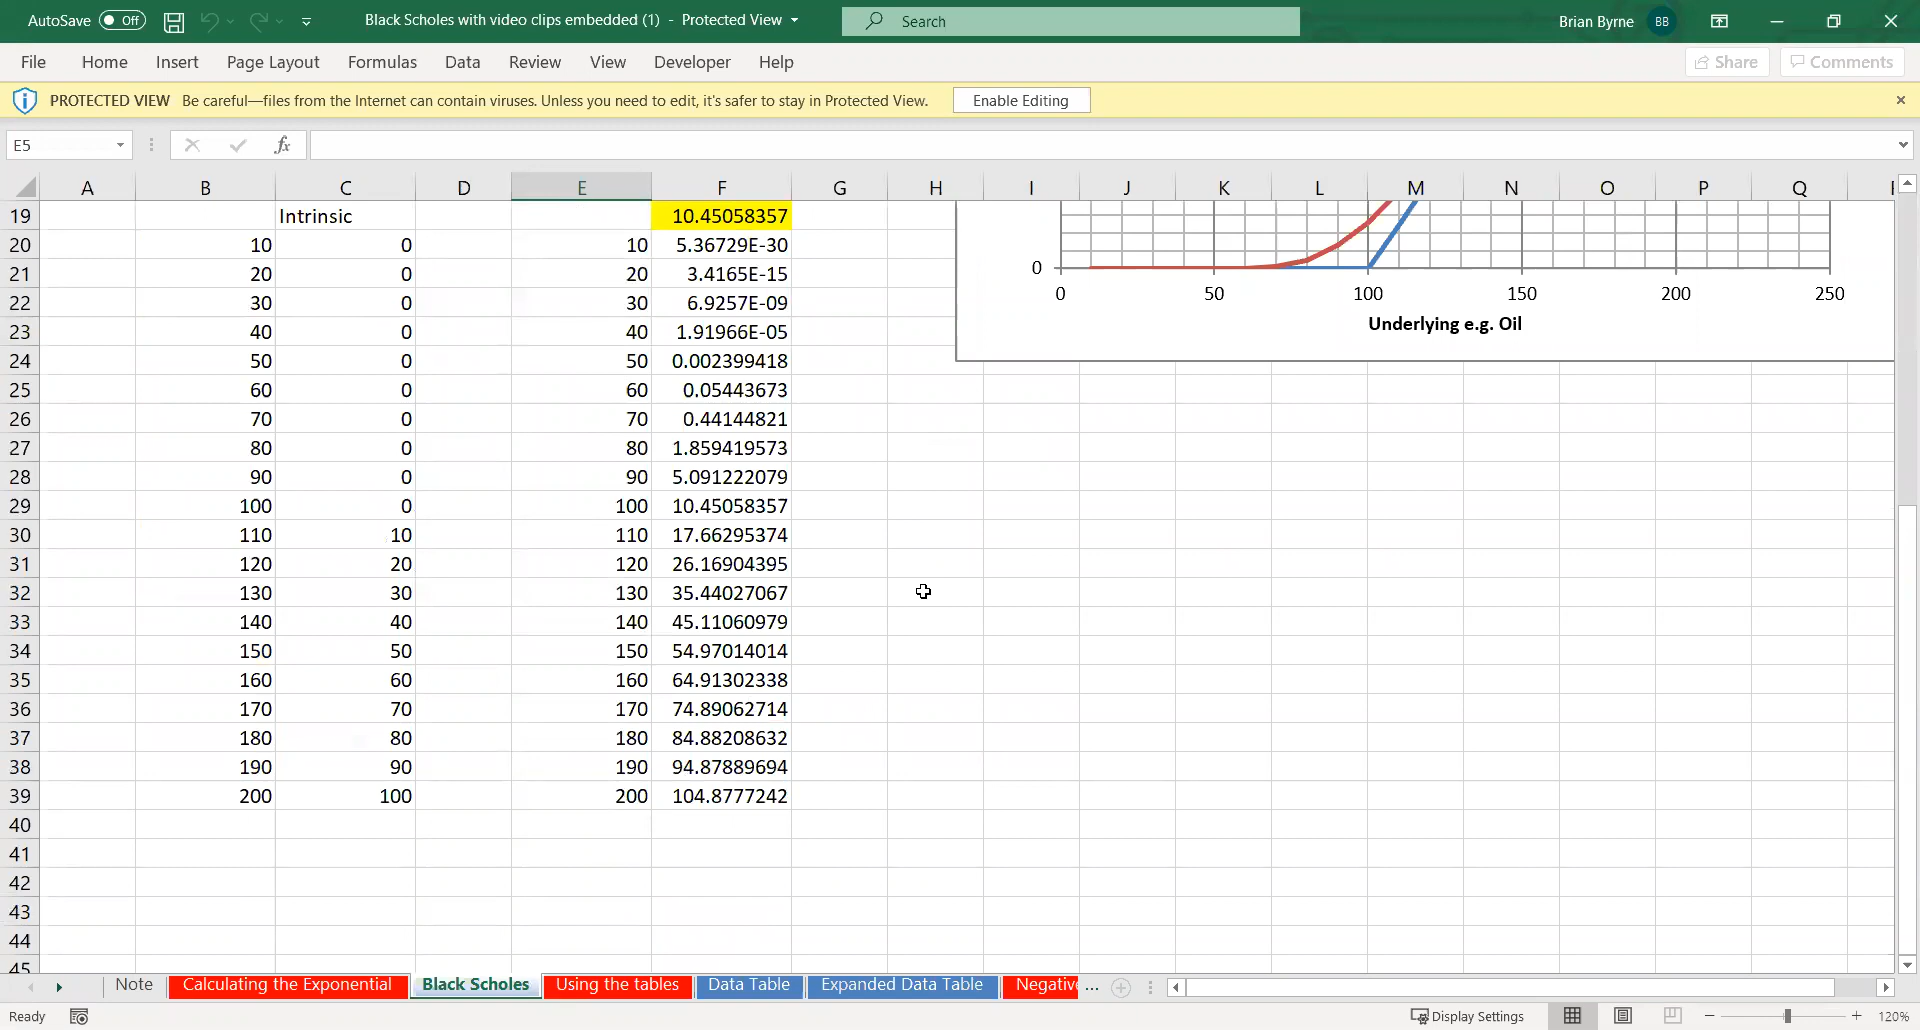 AutoSave Off Black Scholes with video clips embedded (1) - Protected View Search Brian Byrne BB
File Home Insert Page Layout Formulas Data Review View Developer Help Share Comments
PROTECTED VIEW Be careful—files from the Internet can contain viruses. Unless you need to edit, it's safer to stay in Protected View. Enable Editing
E5 fx
A B C D E F G H I J K L M N O P Q
19 Intrinsic 10.45058357
20 10 0 10 5.36729E-30
21 20 0 20 3.4165E-15
22 30 0 30 6.9257E-09
23 40 0 40 1.91966E-05
24 50 0 50 0.002399418
25 60 0 60 0.05443673
26 70 0 70 0.44144821
27 80 0 80 1.859419573
28 90 0 90 5.091222079
29 100 0 100 10.45058357
30 110 10 110 17.66295374
31 120 20 120 26.16904395
32 130 30 130 35.44027067
33 140 40 140 45.11060979
34 150 50 150 54.97014014
35 160 60 160 64.91302338
36 170 70 170 74.89062714
37 180 80 180 84.88208632
38 190 90 190 94.87889694
39 200 100 200 104.8777242
40
41
42
43
44
45
0
0 50 100 150 200 250
Underlying e.g. Oil
Note Calculating the Exponential Black Scholes Using the tables Data Table Expanded Data Table Negative ...
Ready Display Settings 120%